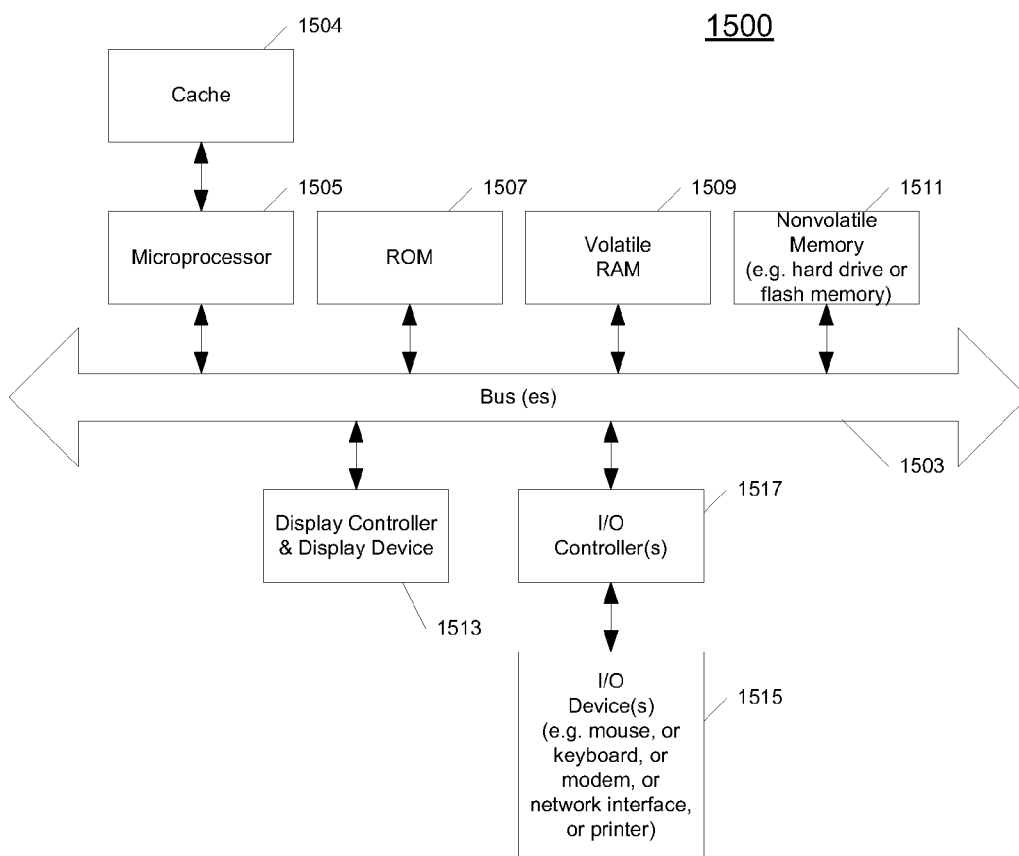 1504
1500
Cache
1505
1507
1509
1511
Microprocessor
ROM
Volatile
RAM
Nonvolatile
Memory
(e.g. hard drive or
flash memory)
Bus (es)
1503
1517
Display Controller
& Display Device
I/O
Controller(s)
1513
I/O
Device(s)
(e.g. mouse, or
keyboard, or
modem, or
network interface,
or printer)
1515